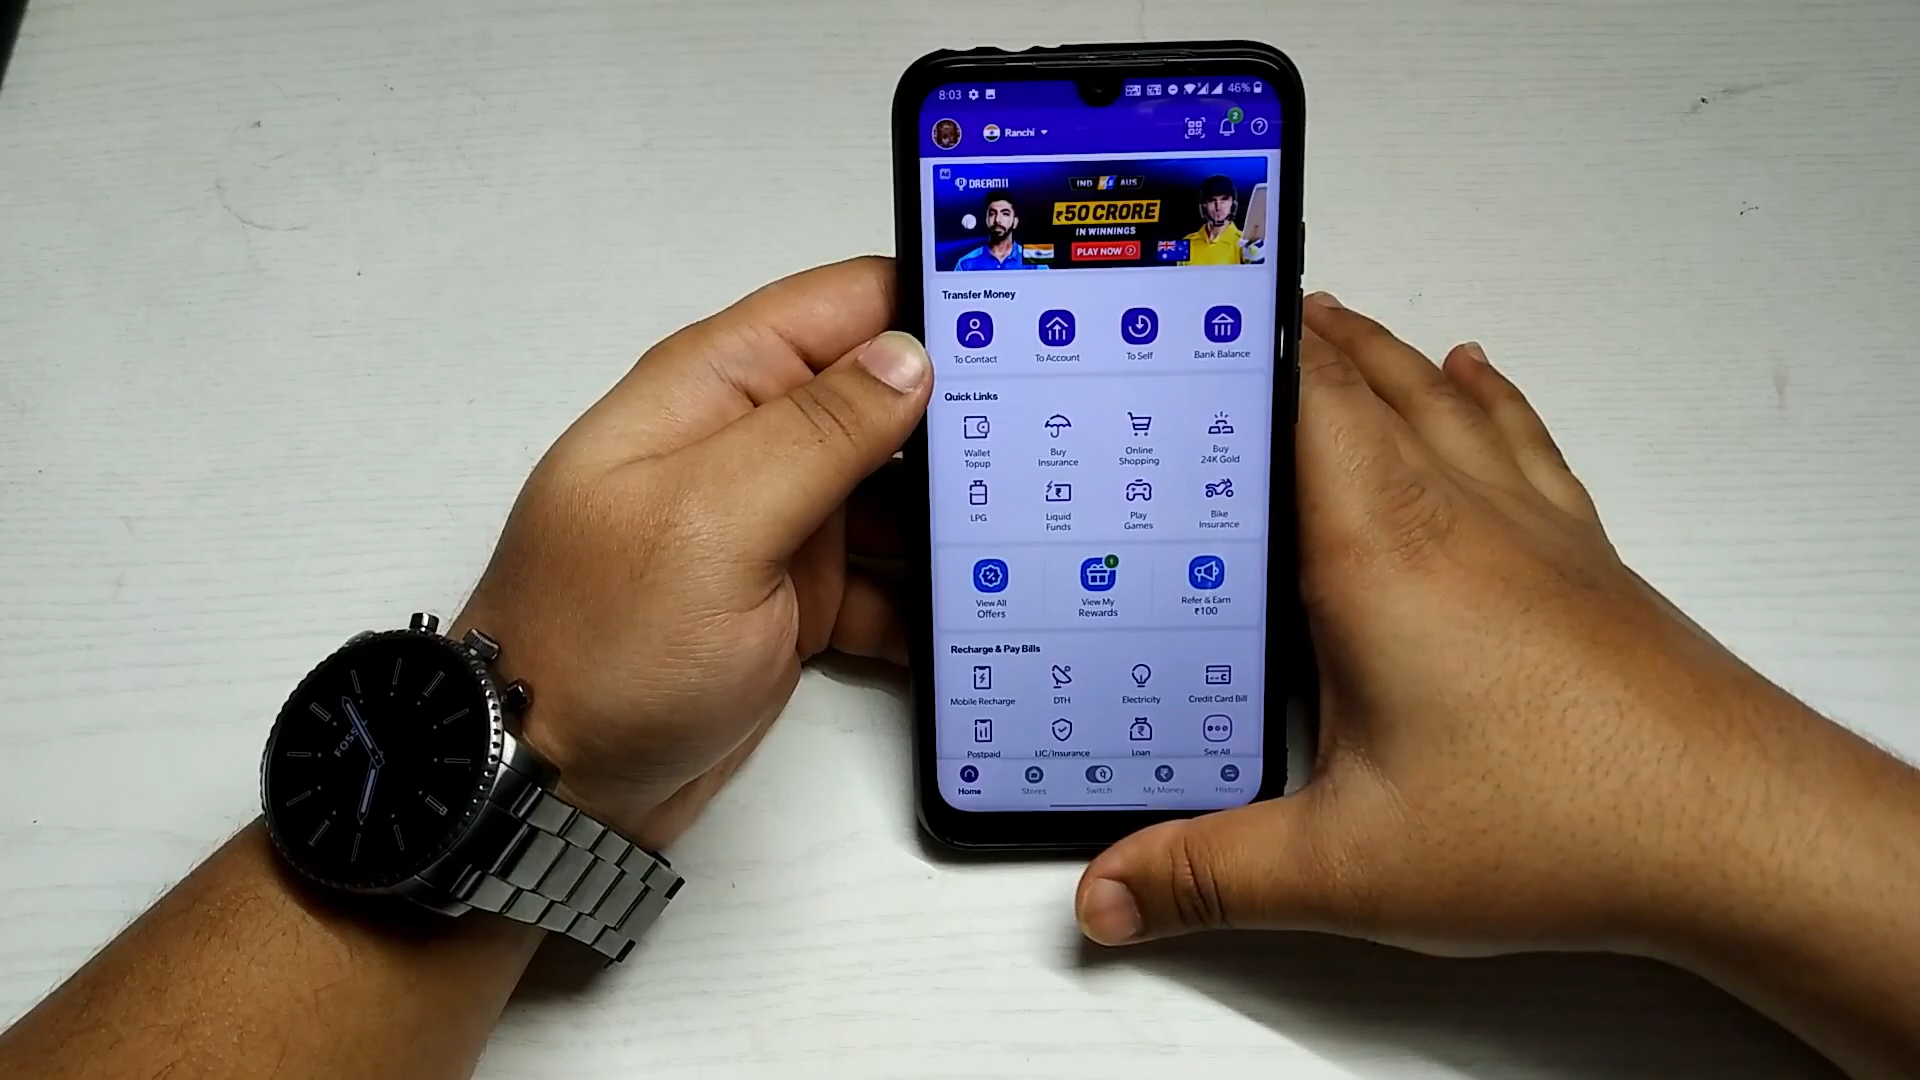 8:03
46%
Ranchi
2
Ad
DREAM11
IND
AUS
₹50 CRORE
IN WINNINGS
PLAY NOW
Transfer Money
To Contact
To Account
To Self
Bank Balance
Quick Links
Wallet
Topup
Buy
Insurance
Online
Shopping
Buy
24K Gold
LPG
Liquid
Funds
Play
Games
Bike
Insurance
1
View All
Offers
View My
Rewards
Refer & Earn
₹100
Recharge & Pay Bills
Mobile Recharge
DTH
Electricity
Credit Card Bill
Postpaid
LIC/Insurance
Loan
See All
Home
Stores
Switch
My Money
History